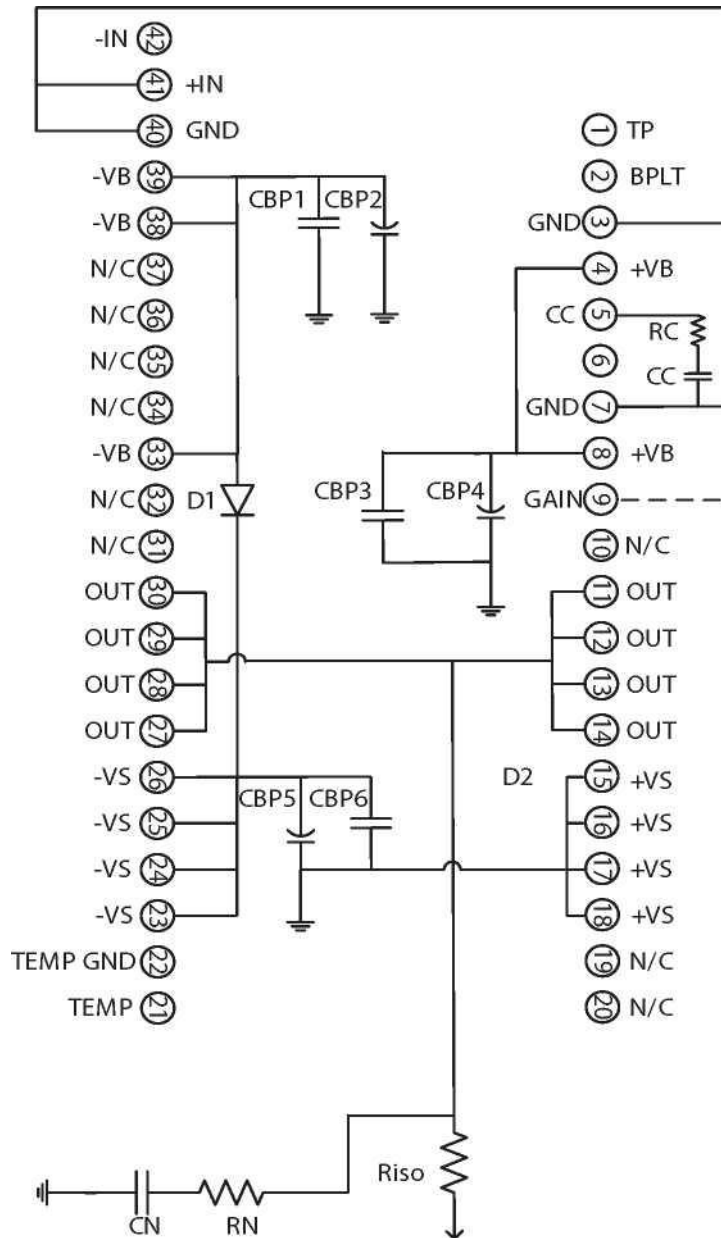 -IN 42
41 +IN
40 GND
-VB 39
-VB 38
N/C 37
N/C 36
N/C 35
N/C 34
-VB 33
N/C 32
N/C 31
OUT 30
OUT 29
OUT 28
OUT 27
-VS 26
-VS 25
-VS 24
-VS 23
TEMP GND 22
TEMP 21
CBP1 CBP2
D1
CBP3 CBP4
CBP5 CBP6
D2
1 TP
2 BPLT
GND 3
4 +VB
CC 5
RC
6
CC
GND 7
8 +VB
GAIN 9
10 N/C
11 OUT
12 OUT
13 OUT
14 OUT
15 +VS
16 +VS
17 +VS
18 +VS
19 N/C
20 N/C
Riso
CN RN